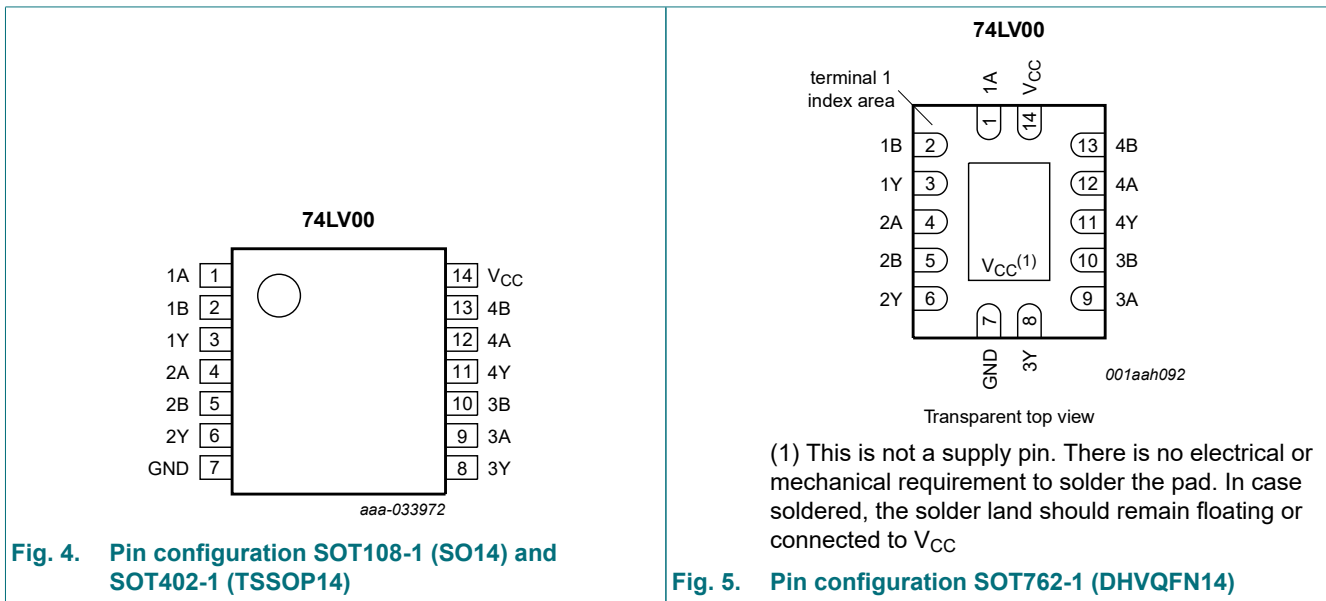 74LV00
1A 1
14 VCC
1B 2
13 4B
1Y 3
12 4A
2A 4
11 4Y
2B 5
10 3B
2Y 6
9 3A
GND 7
8 3Y
aaa-033972
Fig. 4. Pin configuration SOT108-1 (SO14) and
SOT402-1 (TSSOP14)
74LV00
terminal 1
index area
1A
VCC
1
14
1B 2
13 4B
1Y 3
12 4A
2A 4
11 4Y
2B 5
10 3B
2Y 6
9 3A
VCC(1)
7
8
GND
3Y
001aah092
Transparent top view
(1) This is not a supply pin. There is no electrical or
mechanical requirement to solder the pad. In case
soldered, the solder land should remain floating or
connected to VCC
Fig. 5. Pin configuration SOT762-1 (DHVQFN14)